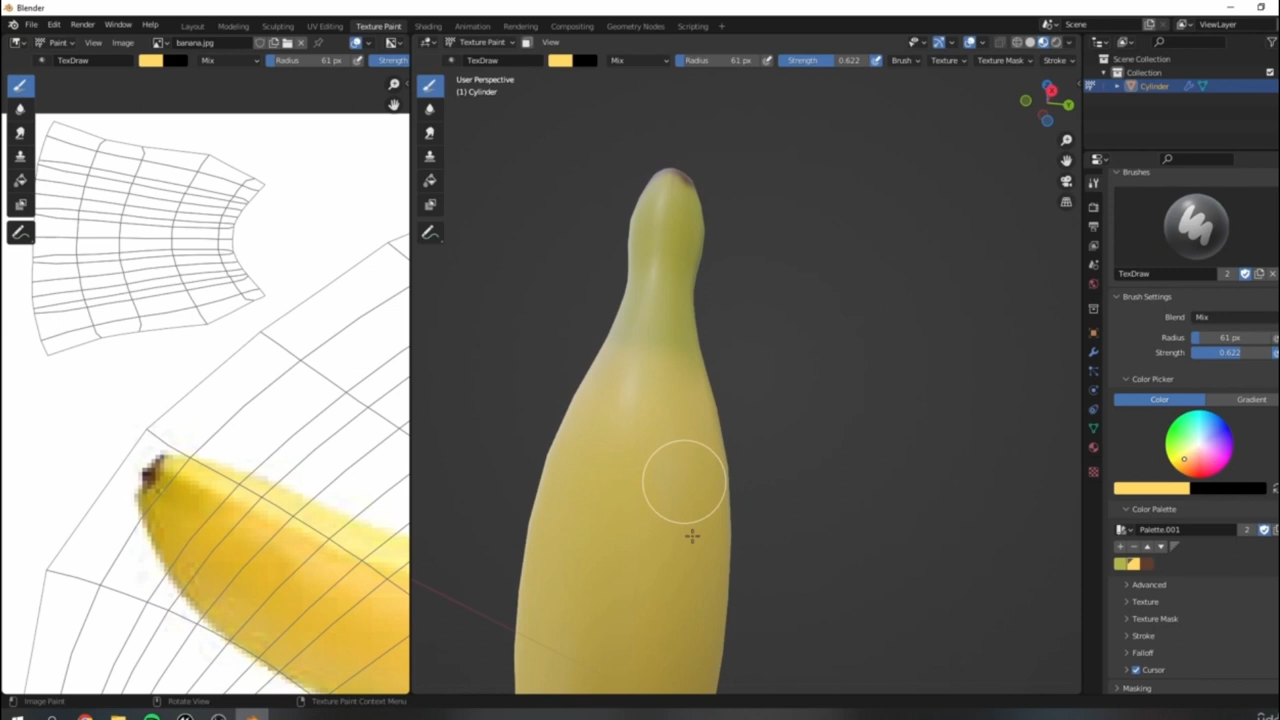 Blender
File Edit Render Window Help Layout Modeling Sculpting UV Editing Texture Paint Shading Animation Rendering Compositing Geometry Nodes Scripting + Scene ViewLayer
Paint View Image banana.jpg Texture Paint View
TexDraw Mix Radius 61 px Strength TexDraw Mix Radius 61 px Strength 0.622 Brush Texture Texture Mask Stroke
Scene Collection
Collection
Cylinder
User Perspective
(1) Cylinder
X
Y
Brushes
TexDraw 2
Brush Settings
Blend Mix
Radius 61 px
Strength 0.622
Color Picker
Color Gradient
Color Palette
Palette.001 2
Advanced
Texture
Texture Mask
Stroke
Falloff
Cursor
Masking
Image Paint Rotate View Texture Paint Context Menu